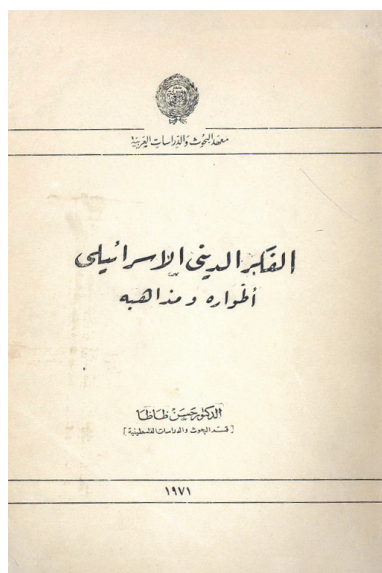 معهد البحوث والدراسات العربية
الفكر الديني الإسرائيلي
أطواره ومذاهبه
الدكتور حسن ظاظا
[قسم البحوث والدراسات الفلسطينية]
١٩٧١